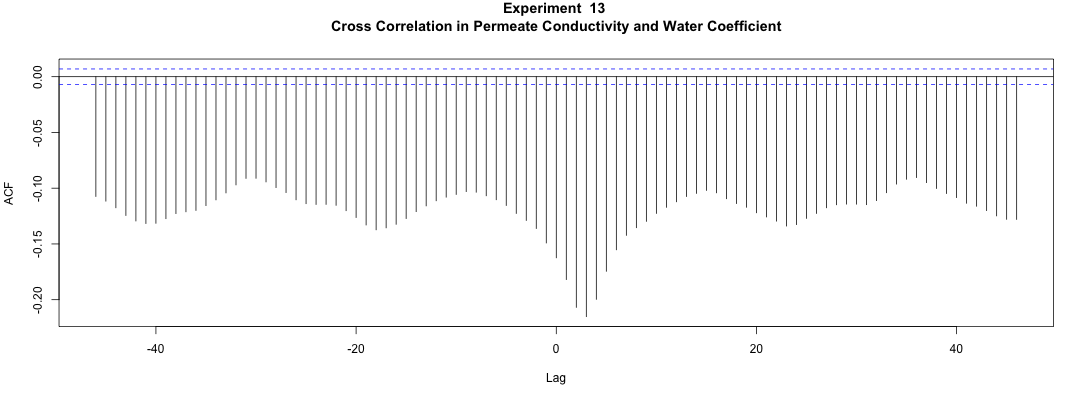 Experiment  13
Cross Correlation in Permeate Conductivity and Water Coefficient
ACF
0.00
-0.05
-0.10
-0.15
-0.20
-40
-20
0
20
40
Lag